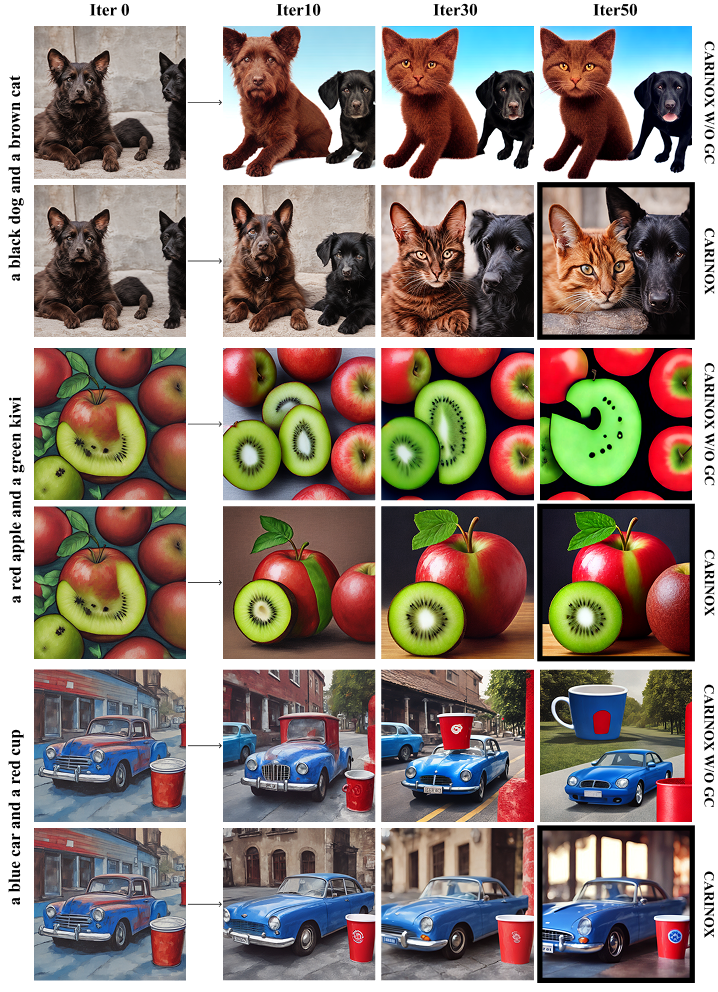 Iter 0
Iter10
Iter30
Iter50
a black dog and a brown cat
CARINOX W/O GC
CARINOX
a red apple and a green kiwi
CARINOX W/O GC
CARINOX
a blue car and a red cup
CARINOX W/O GC
CARINOX